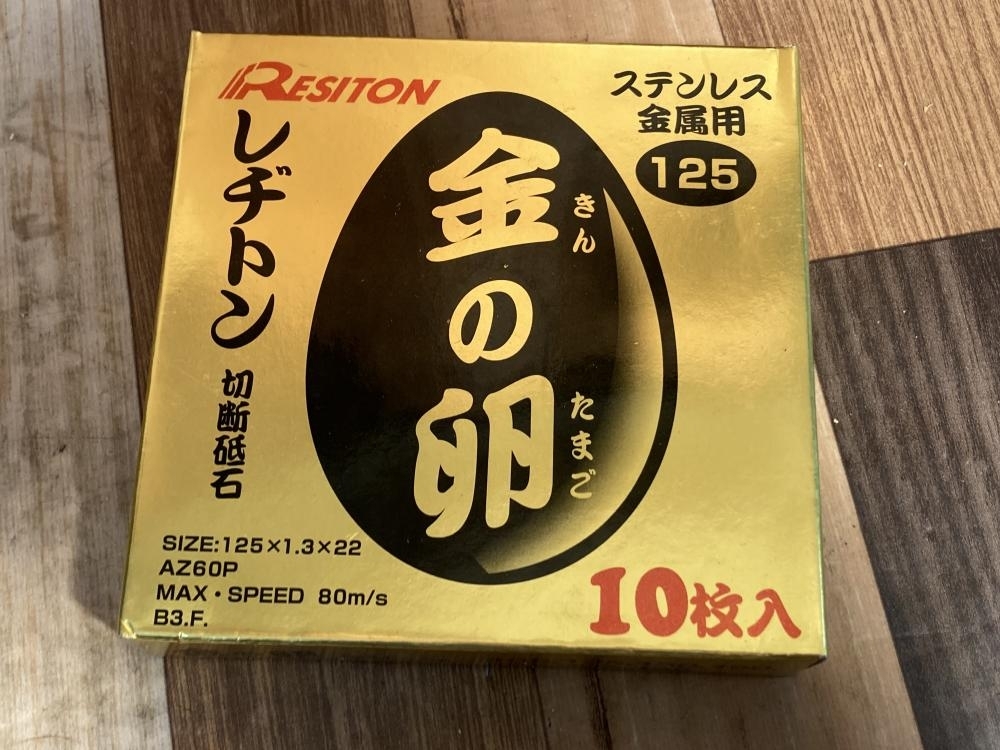 RESITON
レヂトン
切断砥石
金の卵
きん
たまご
ステンレス
金属用
125
SIZE:125×1.3×22
AZ60P
MAX・SPEED 80m/s
B3.F.
10枚入